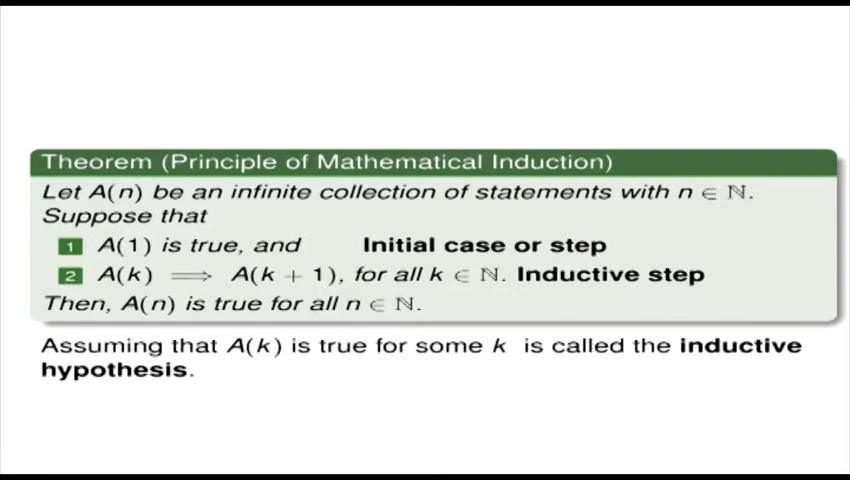 Theorem (Principle of Mathematical Induction)
Let A(n) be an infinite collection of statements with n ∈ ℕ.
Suppose that
1 A(1) is true, and Initial case or step
2 A(k) ⟹ A(k + 1), for all k ∈ ℕ. Inductive step
Then, A(n) is true for all n ∈ ℕ.
Assuming that A(k) is true for some k is called the inductive
hypothesis.